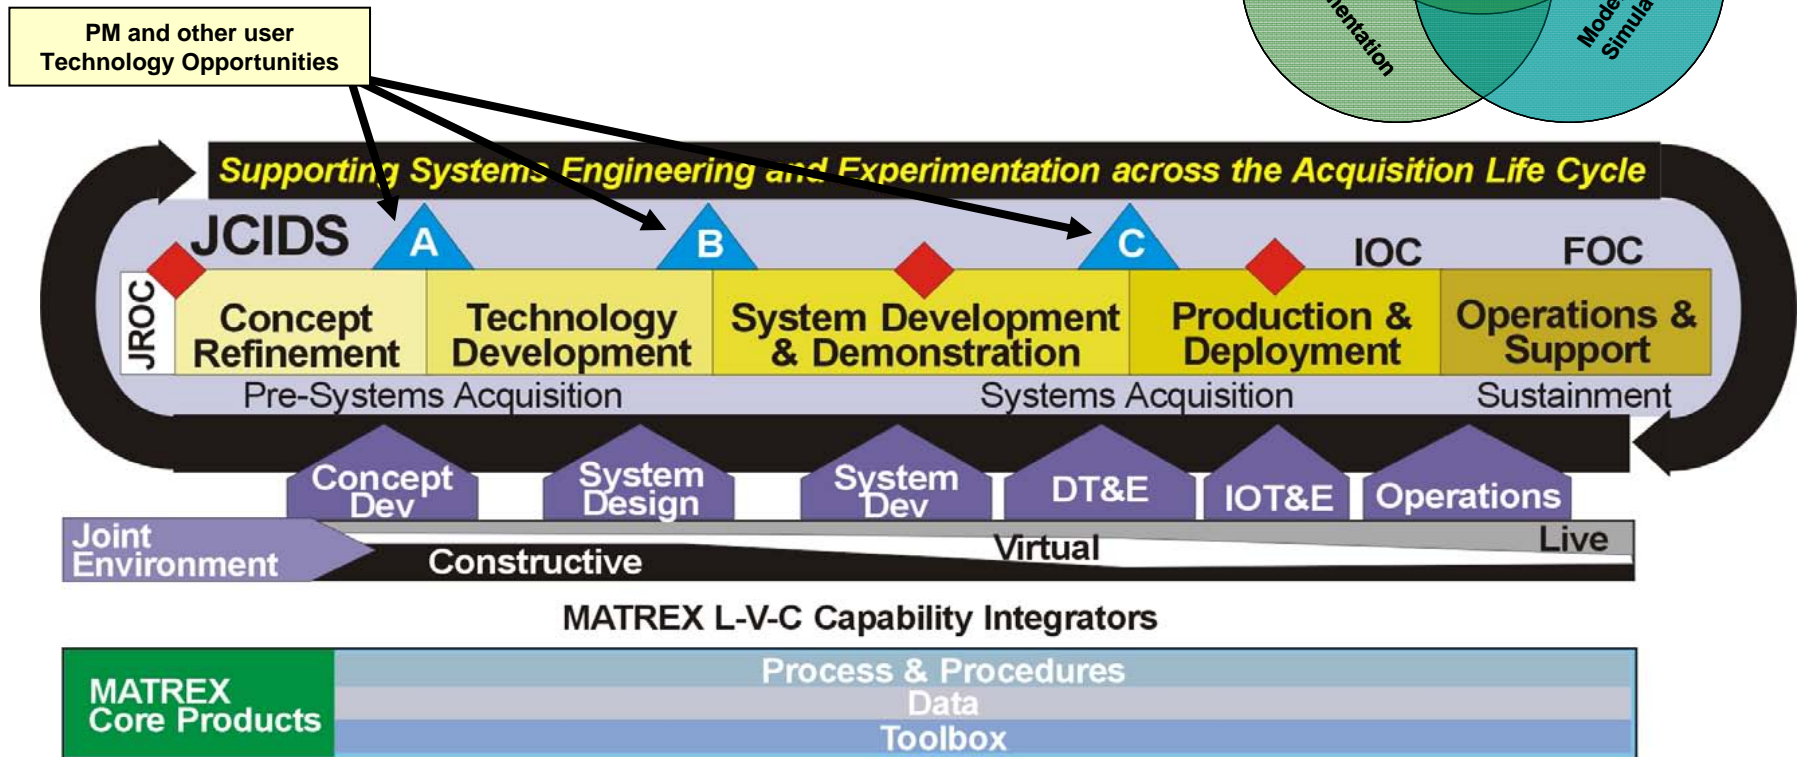 PM and other user
Technology Opportunities
Supporting Systems Engineering and Experimentation across the Acquisition Life Cycle
JCIDS
A
B
C
IOC
FOC
JROC
Concept
Refinement
Technology
Development
System Development
& Demonstration
Production &
Deployment
Operations &
Support
Pre-Systems Acquisition
Systems Acquisition
Sustainment
Concept
Dev
System
Design
System
Dev
DT&E
IOT&E
Operations
Joint
Environment
Constructive
Virtual
Live
MATREX L-V-C Capability Integrators
MATREX
Core Products
Process & Procedures
Data
Toolbox